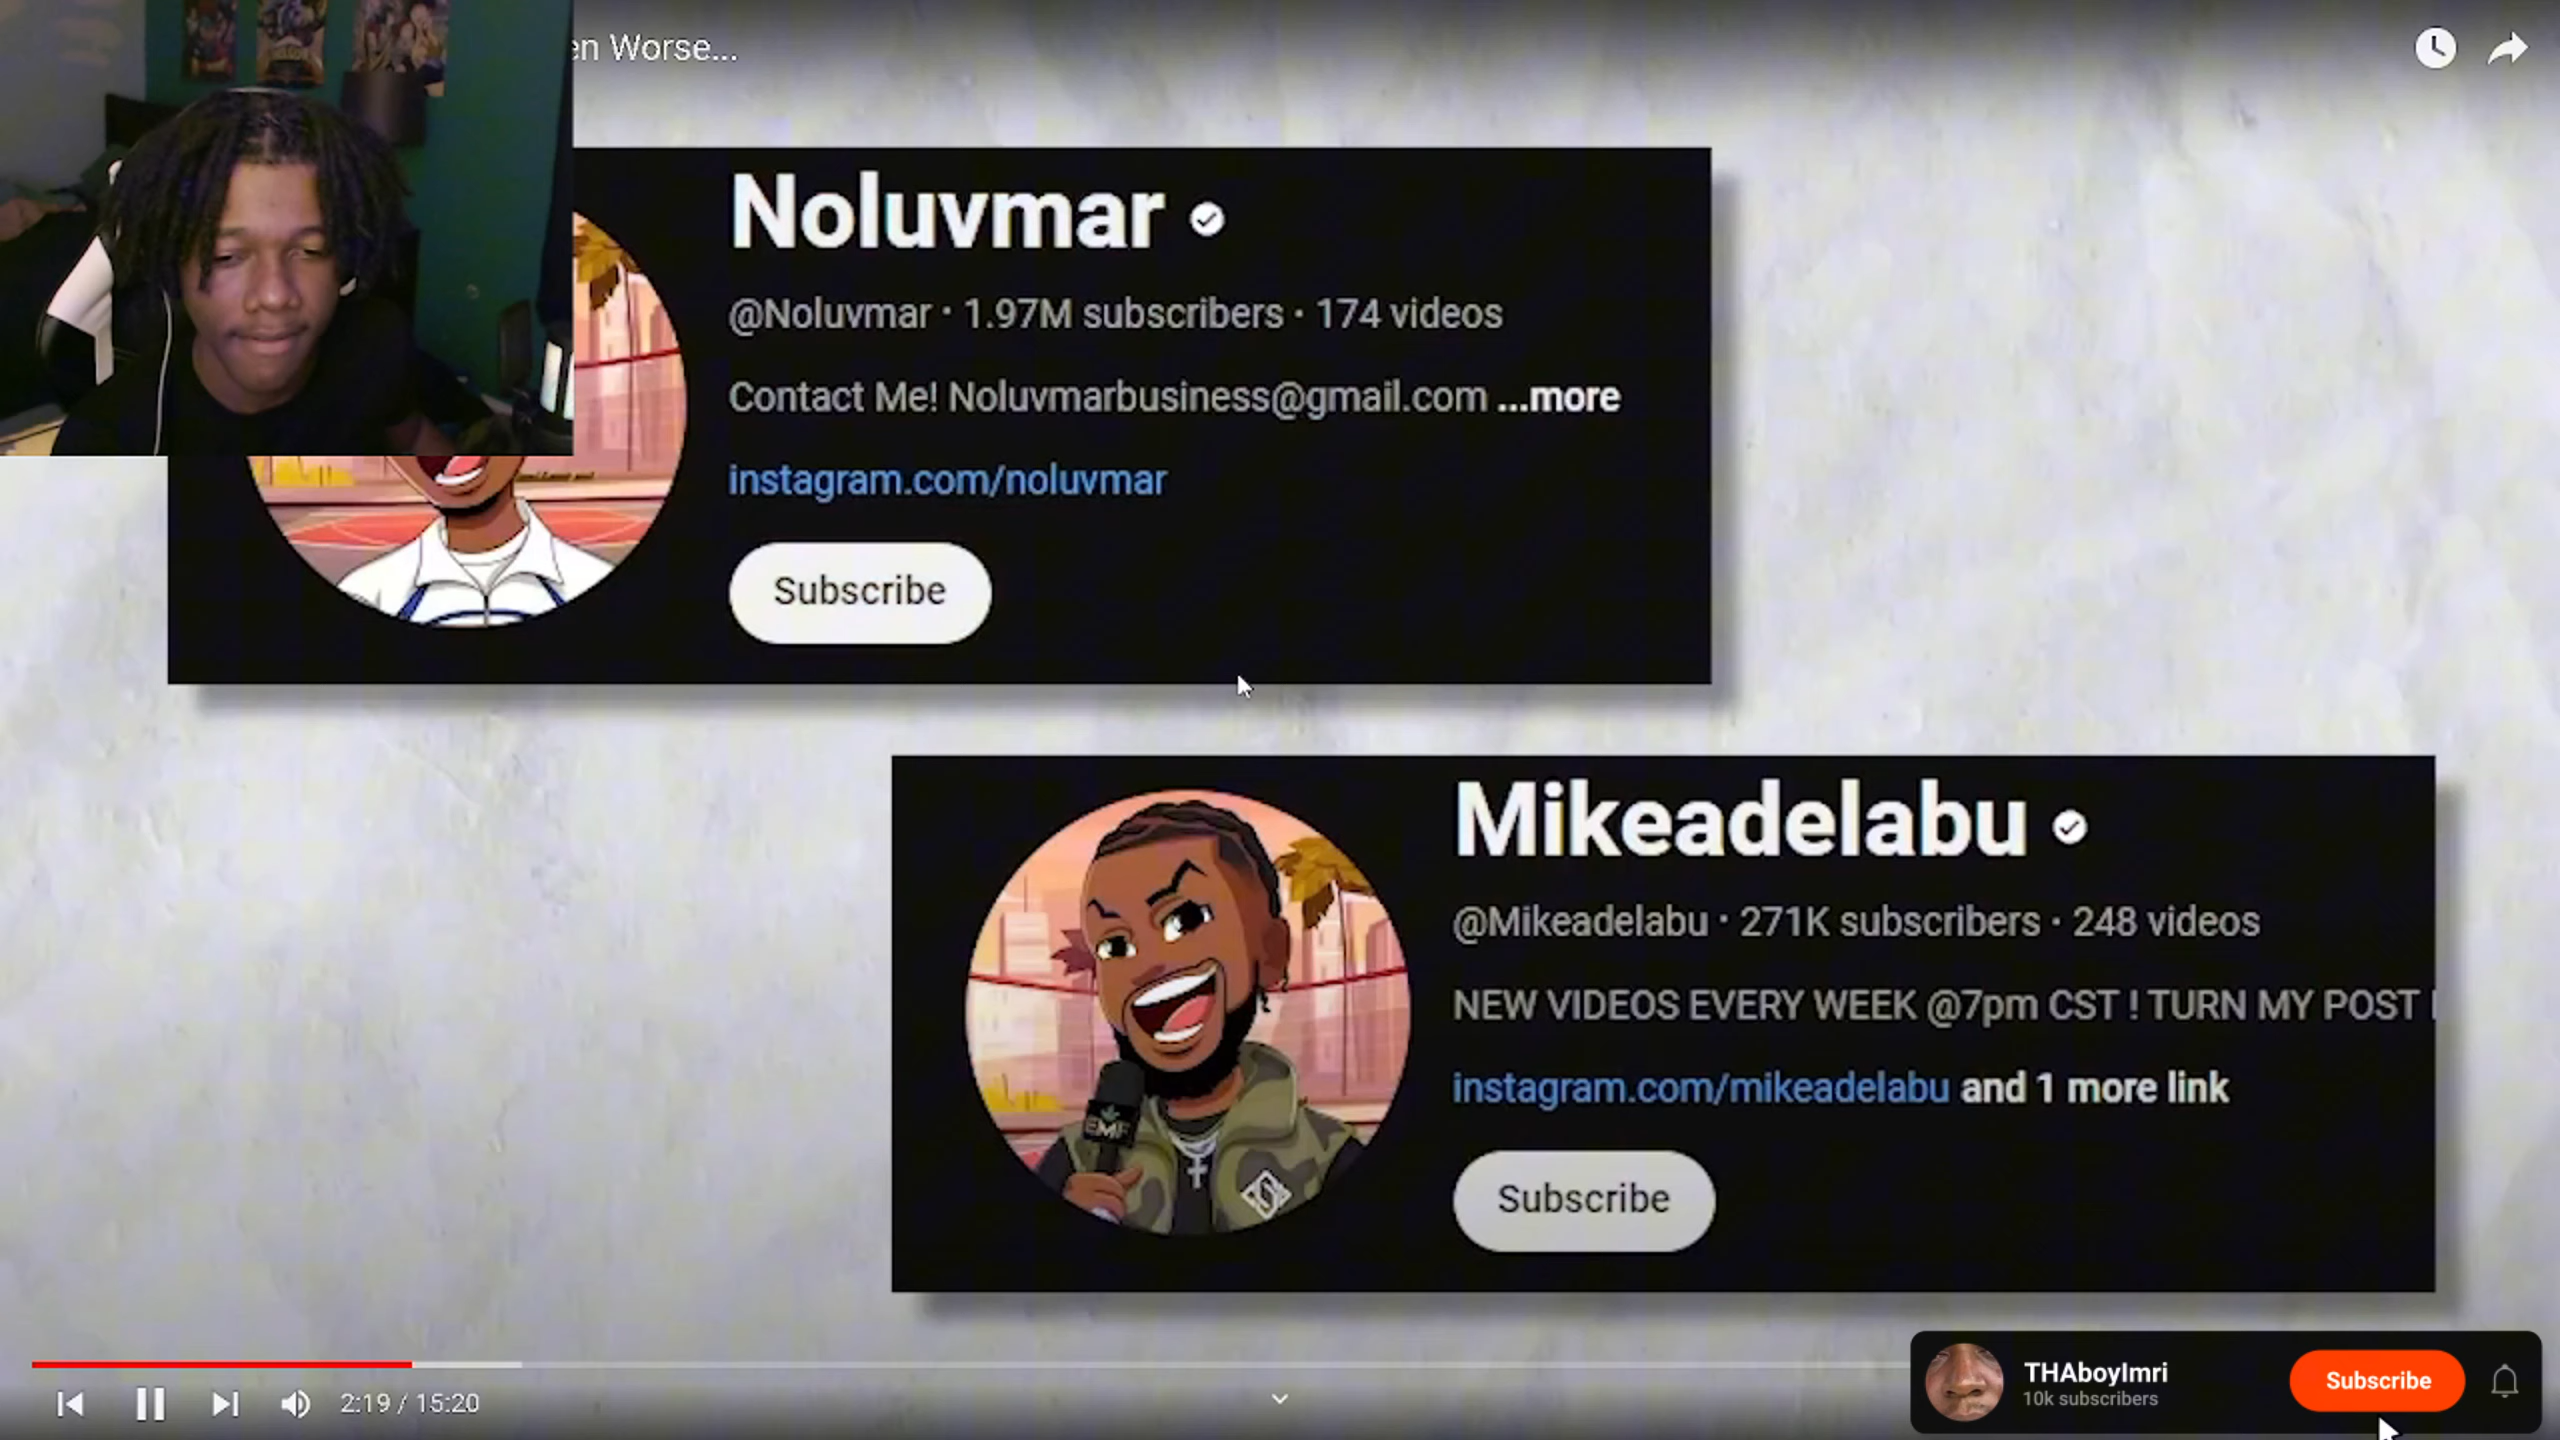 en Worse...
Noluvmar
@Noluvmar · 1.97M subscribers · 174 videos
Contact Me! Noluvmarbusiness@gmail.com ...more
instagram.com/noluvmar
Subscribe
Mikeadelabu
@Mikeadelabu · 271K subscribers · 248 videos
NEW VIDEOS EVERY WEEK @7pm CST ! TURN MY POST
instagram.com/mikeadelabu and 1 more link
Subscribe
EMF
2:19 / 15:20
THAboyImri
10k subscribers
Subscribe